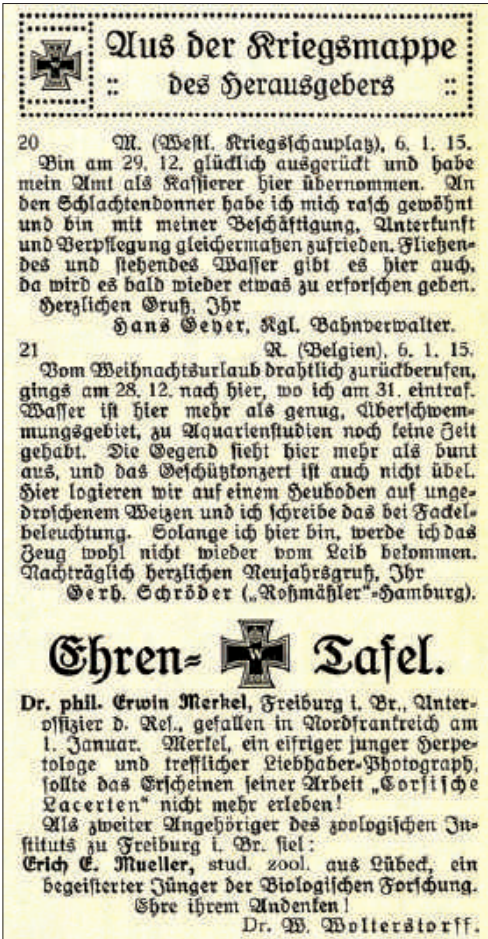 Aus der Kriegsmappe
:: des Herausgebers ::
20 M. (Westl. Kriegsschauplatz), 6. 1. 15.
Bin am 29. 12. glücklich ausgerückt und habe
mein Amt als Kassierer hier übernommen. An
den Schlachtendonner habe ich mich rasch gewöhnt
und bin mit meiner Beschäftigung, Unterkunft
und Verpflegung gleichermaßen zufrieden. Fließen-
des und stehendes Wasser gibt es hier auch,
da wird es bald wieder etwas zu erforschen geben.
Herzlichen Gruß, Ihr
Hans Geyer, Kgl. Bahnverwalter.
21 R. (Belgien), 6. 1. 15.
Vom Weihnachtsurlaub drahtlich zurückberufen,
gings am 28. 12. nach hier, wo ich am 31. eintraf.
Wasser ist hier mehr als genug, Überschwem-
mungsgebiet, zu Aquarienstudien noch keine Zeit
gehabt. Die Gegend sieht hier mehr als bunt
aus, und das Geschützkonzert ist auch nicht übel.
Hier logieren wir auf einem Heuboden auf unge-
droschenem Weizen und ich schreibe das bei Fackel-
beleuchtung. Solange ich hier bin, werde ich das
Zeug wohl nicht wieder vom Leib bekommen.
Nachträglich herzlichen Neujahrsgruß, Ihr
Gerh. Schröder („Roßmäßler"-Hamburg).
Ehren- W Tafel.
Dr. phil. Erwin Merkel, Freiburg i. Br., Unter-
offizier d. Res., gefallen in Nordfrankreich am
1. Januar. Merkel, ein eifriger junger Herpe-
tologe und trefflicher Liebhaber-Photograph,
sollte das Erscheinen seiner Arbeit „Corsische
Lacerten" nicht mehr erleben!
Als zweiter Angehöriger des zoologischen In-
stituts zu Freiburg i. Br. fiel:
Erich E. Mueller, stud. zool. aus Lübeck, ein
begeisterter Jünger der Biologischen Forschung.
Ehre ihrem Andenken!
Dr. W. Wolterstorff.